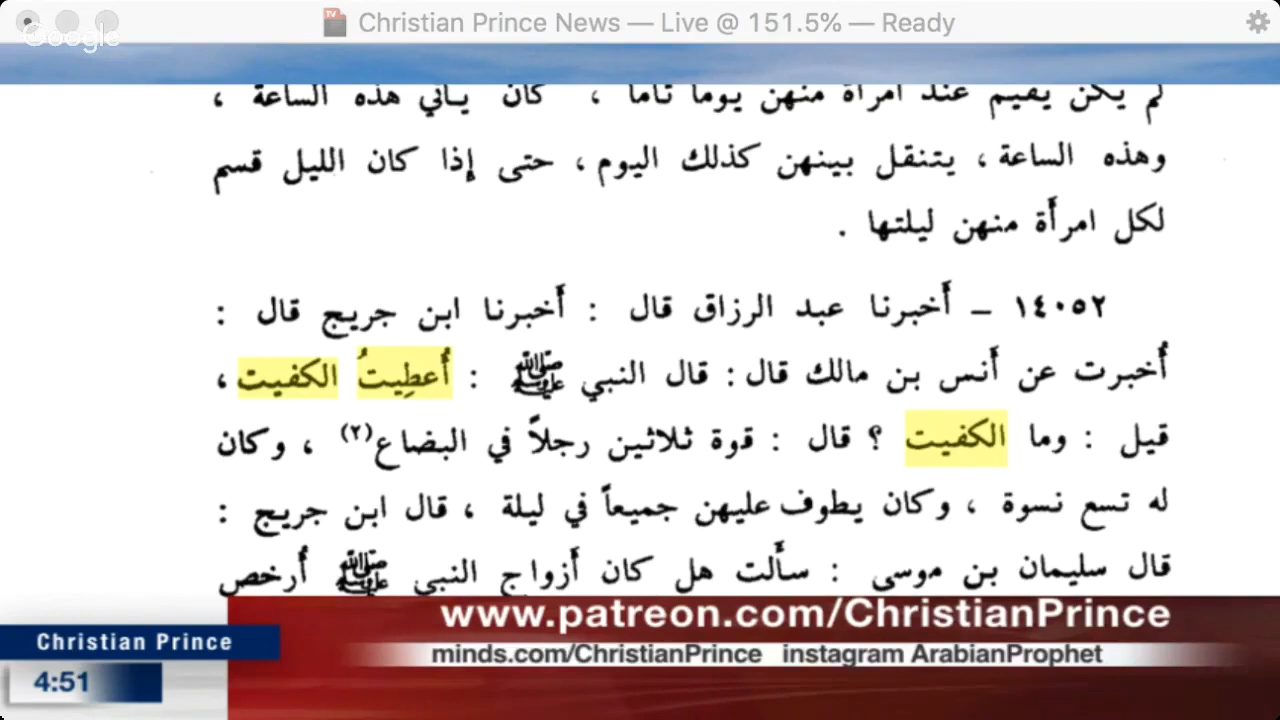 Christian Prince News — Live @ 151.5% — Ready
Google
لم يكن يقيم عند امرأة منهن يوماً تاماً ، كان يأتي هذه الساعة ،
وهذه الساعة ، يتنقل بينهن كذلك اليوم ، حتى إذا كان الليل قسم
لكل امرأة منهن ليلتها .
١٤٠٥٢ – أخبرنا عبد الرزاق قال : أخبرنا ابن جريج قال :
أُخبرت عن أنس بن مالك قال : قال النبي ﷺ : أُعطِيتُ الكفيت ،
قيل : وما الكفيت ؟ قال : قوة ثلاثين رجلاً في البضاع(٢) ، وكان
له تسع نسوة ، وكان يطوف عليهن جميعاً في ليلة ، قال ابن جريج :
قال سليمان بن موسى : سألت هل كان أزواج النبي ﷺ أُرخص
www.patreon.com/ChristianPrince
Christian Prince
minds.com/ChristianPrince instagram ArabianProphet
4:51